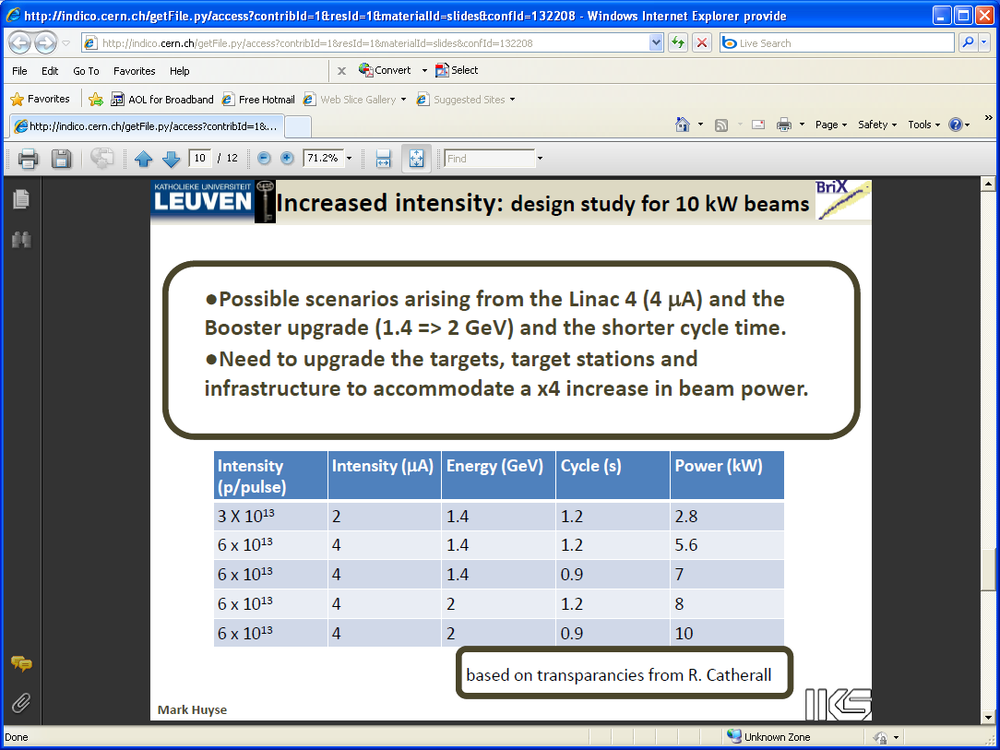 http://indico.cern.ch/getFile.py/access?contribId=1&resId=1&materialId=slides&confId=132208 - Windows Internet Explorer provide
http://indico.cern.ch/getFile.py/access?contribId=1&resId=1&materialId=slides&confId=132208 Live Search
File Edit Go To Favorites Help x Convert Select
Favorites AOL for Broadband Free Hotmail Web Slice Gallery Suggested Sites
http://indico.cern.ch/getFile.py/access?contribId=1&... Page Safety Tools »
10 / 12 71.2% Find
KATHOLIEKE UNIVERSITEIT
LEUVEN
Increased intensity: design study for 10 kW beams
BriX
●Possible scenarios arising from the Linac 4 (4 µA) and the
Booster upgrade (1.4 => 2 GeV) and the shorter cycle time.
●Need to upgrade the targets, target stations and
infrastructure to accommodate a x4 increase in beam power.
Intensity (p/pulse) Intensity (µA) Energy (GeV) Cycle (s) Power (kW)
3 X 10¹³ 2 1.4 1.2 2.8
6 x 10¹³ 4 1.4 1.2 5.6
6 x 10¹³ 4 1.4 0.9 7
6 x 10¹³ 4 2 1.2 8
6 x 10¹³ 4 2 0.9 10
based on transparancies from R. Catherall
Mark Huyse
IKS
Done Unknown Zone